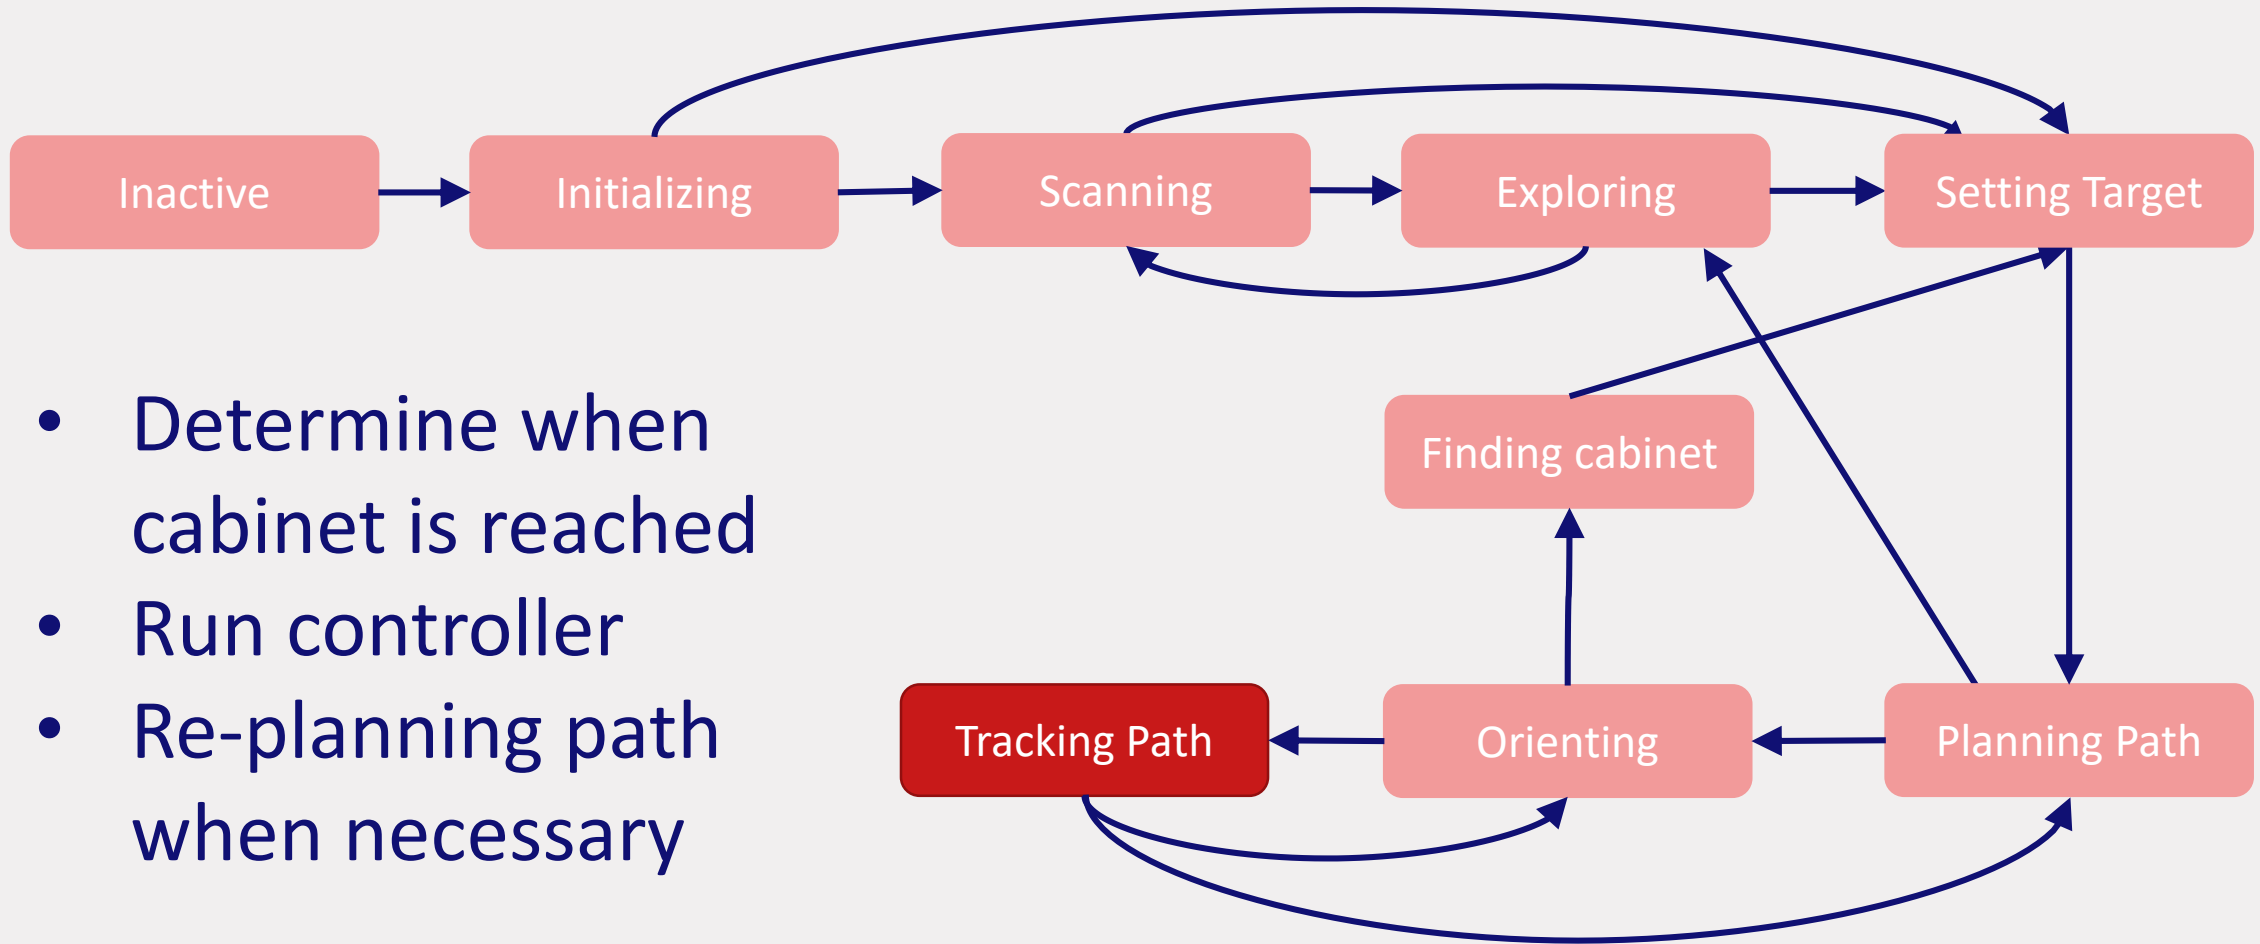 Inactive
Initializing
Scanning
Exploring
Setting Target
• Determine when
cabinet is reached
• Run controller
• Re-planning path
when necessary
Finding cabinet
Tracking Path
Orienting
Planning Path